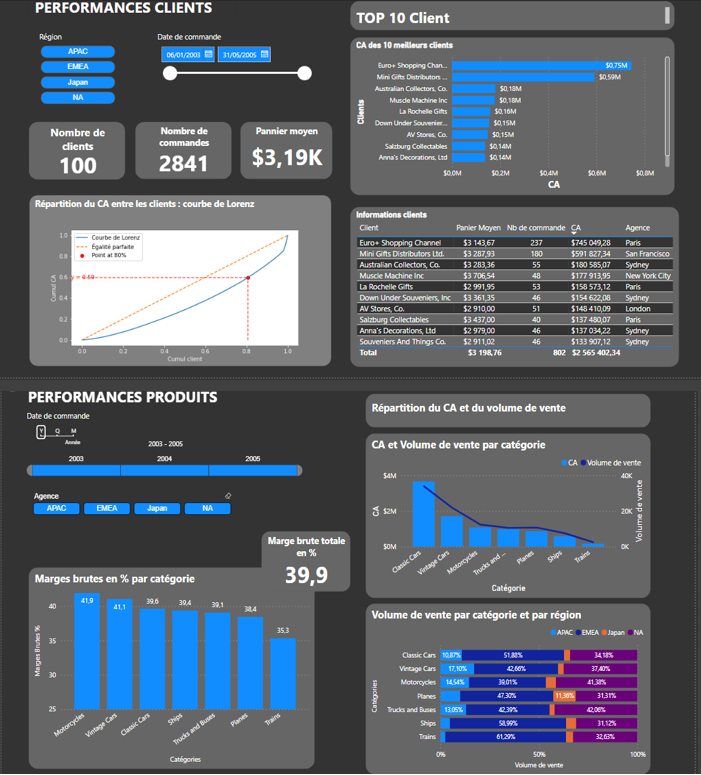 PERFORMANCES CLIENTS
Région
APAC
EMEA
Japan
NA
Date de commande
06/01/2003
31/05/2005
Nombre de
clients
100
Nombre de
commandes
2841
Pannier moyen
$3,19K
Répartition du CA entre les clients : courbe de Lorenz
Courbe de Lorenz
Égalité parfaite
Point at 80%
1.0
0.8
0.6
0.4
0.2
0.0
Cumul CA
0.0 0.2 0.4 0.6 0.8 1.0
Cumul client
TOP 10 Client
CA des 10 meilleurs clients
Clients
Euro+ Shopping Chan... $0,75M
Mini Gifts Distributors ... $0,59M
Australian Collectors, Co. $0,18M
Muscle Machine Inc $0,18M
La Rochelle Gifts $0,16M
Down Under Souvenier... $0,15M
AV Stores, Co. $0,15M
Salzburg Collectables $0,14M
Anna's Decorations, Ltd $0,14M
$0,0M $0,2M $0,4M $0,6M $0,8M
CA
Informations clients
Client Panier Moyen Nb de commande CA Agence
Euro+ Shopping Channel $3 143,67 237 $745 049,28 Paris
Mini Gifts Distributors Ltd. $3 287,93 180 $591 827,34 San Francisco
Australian Collectors, Co. $3 283,36 55 $180 585,07 Sydney
Muscle Machine Inc $3 706,54 48 $177 913,95 New York City
La Rochelle Gifts $2 991,95 53 $158 573,12 Paris
Down Under Souveniers, Inc $3 361,35 46 $154 622,08 Sydney
AV Stores, Co. $2 910,00 51 $148 410,09 London
Salzburg Collectables $3 437,00 40 $137 480,07 Paris
Anna's Decorations, Ltd $2 979,00 46 $137 034,22 Sydney
Souveniers And Things Co. $2 911,02 46 $133 907,12 Sydney
Total $3 198,76 802 $2 565 402,34
PERFORMANCES PRODUITS
Date de commande
Y Q M
Année
2003 - 2005
2003 2004 2005
Agence
APAC EMEA Japan NA
Marge brute totale
en %
39,9
Marges brutes en % par catégorie
Marges Brutes %
40
35
30
25
41,9 41,1 39,6 39,4 39,1 38,4 35,3
Motorcycles Vintage Cars Classic Cars Ships Trucks and Buses Planes Trains
Catégories
Répartition du CA et du volume de vente
CA et Volume de vente par catégorie
CA Volume de vente
$4M
$2M
$0M
CA
40K
20K
0K
Volume de vente
Classic Cars Vintage Cars Motorcycles Trucks and ... Planes Ships Trains
Catégorie
Volume de vente par catégorie et par région
APAC EMEA Japan NA
Catégories
Classic Cars 10,87% 51,88% 34,18%
Vintage Cars 17,10% 42,66% 37,40%
Motorcycles 14,54% 39,01% 41,38%
Planes 47,30% 11,36% 31,31%
Trucks and Buses 13,05% 42,39% 42,06%
Ships 58,99% 31,12%
Trains 61,29% 32,63%
0% 50% 100%
Volume de vente